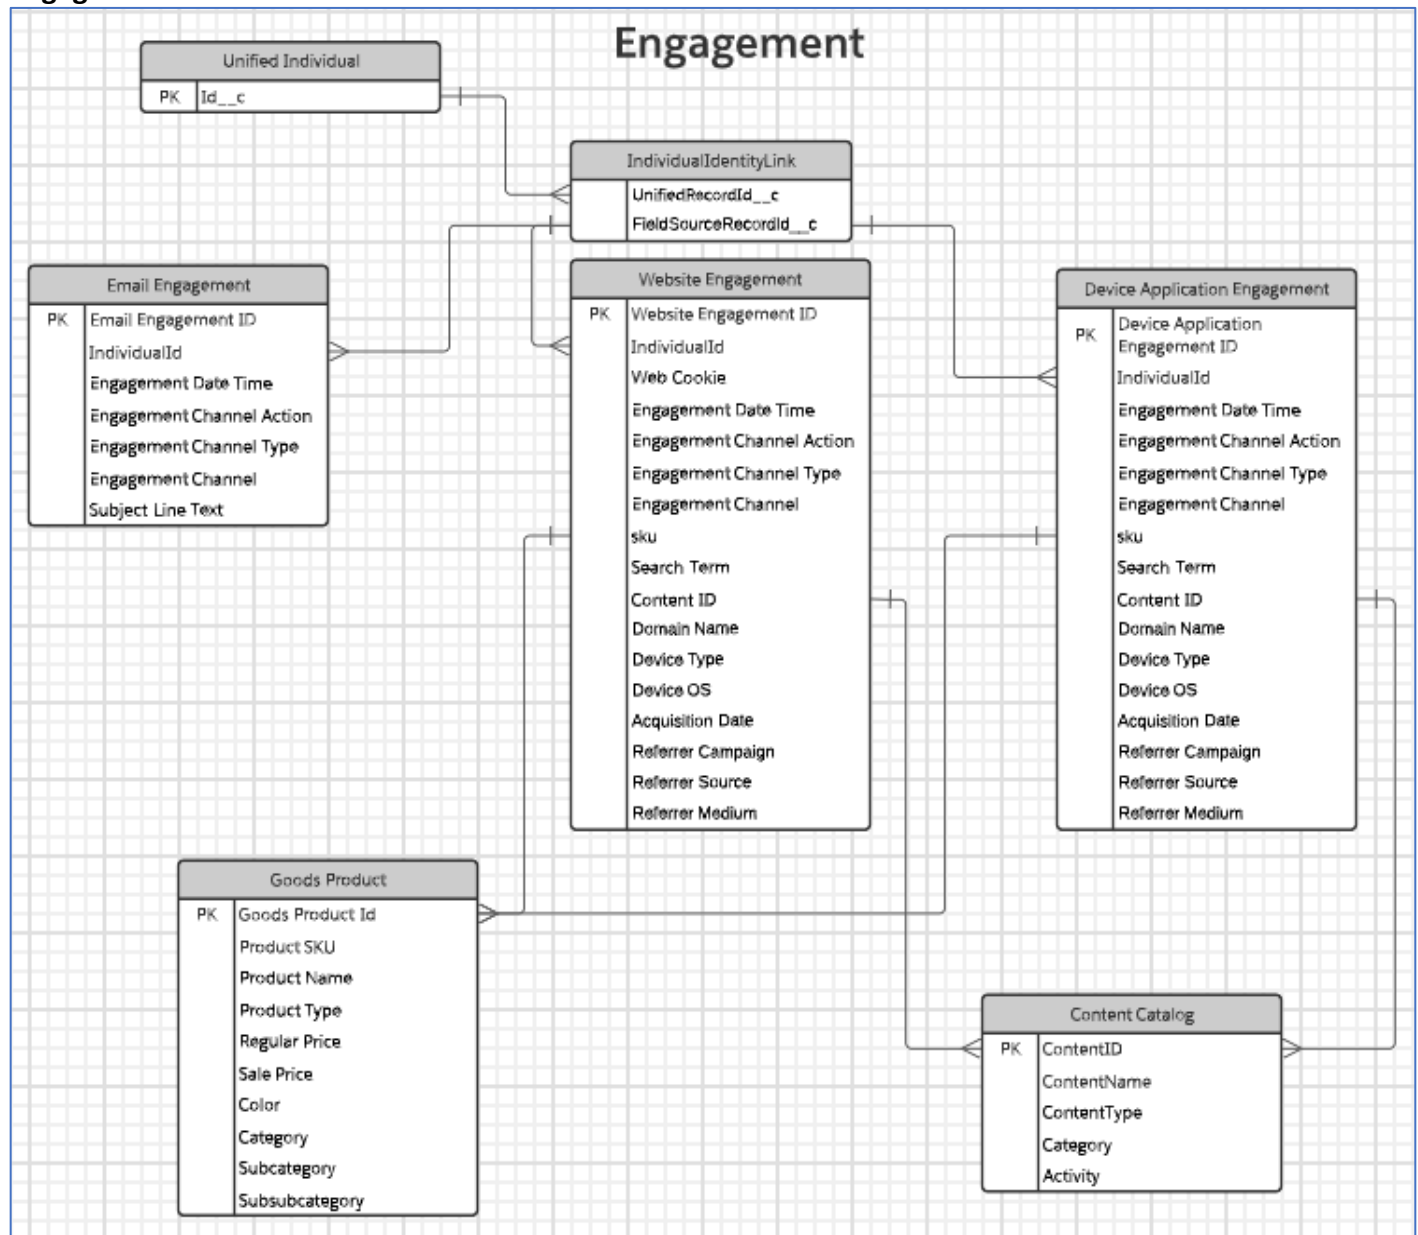 Engagement
Unified Individual
PK Id__c
IndividualIdentityLink
UnifiedRecordId__c
FieldSourceRecordId__c
Email Engagement
PK Email Engagement ID
IndividualId
Engagement Date Time
Engagement Channel Action
Engagement Channel Type
Engagement Channel
Subject Line Text
Website Engagement
PK Website Engagement ID
IndividualId
Web Cookie
Engagement Date Time
Engagement Channel Action
Engagement Channel Type
Engagement Channel
sku
Search Term
Content ID
Domain Name
Device Type
Device OS
Acquisition Date
Referrer Campaign
Referrer Source
Referrer Medium
Device Application Engagement
PK Device Application
Engagement ID
IndividualId
Engagement Date Time
Engagement Channel Action
Engagement Channel Type
Engagement Channel
sku
Search Term
Content ID
Domain Name
Device Type
Device OS
Acquisition Date
Referrer Campaign
Referrer Source
Referrer Medium
Goods Product
PK Goods Product Id
Product SKU
Product Name
Product Type
Regular Price
Sale Price
Color
Category
Subcategory
Subsubcategory
Content Catalog
PK ContentID
ContentName
ContentType
Category
Activity